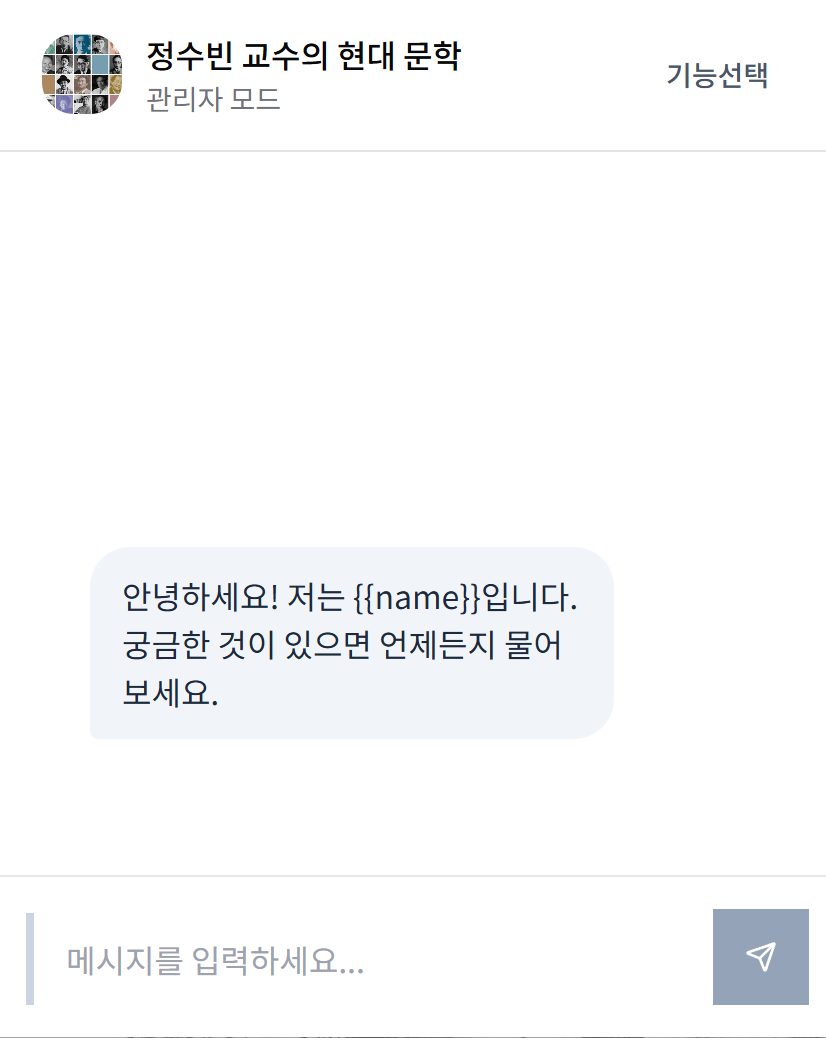 정수빈 교수의 현대 문학
관리자 모드
기능선택
안녕하세요! 저는 {{name}}입니다.
궁금한 것이 있으면 언제든지 물어
보세요.
메시지를 입력하세요...